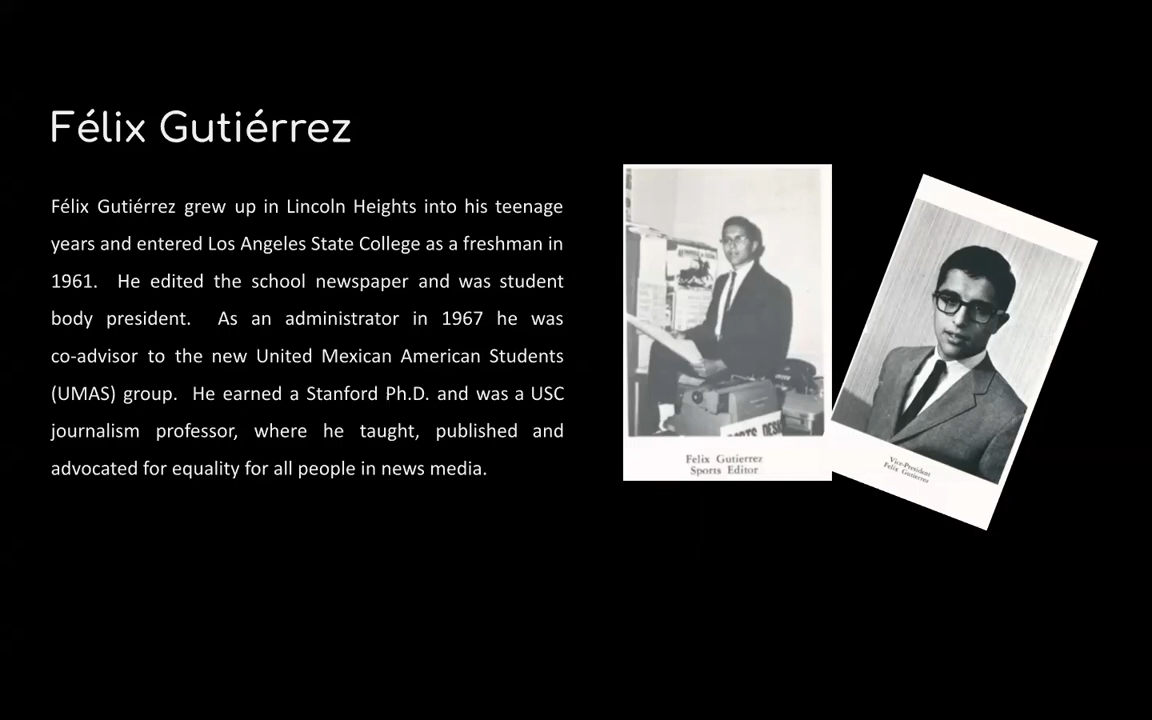 Félix Gutiérrez
Félix Gutiérrez grew up in Lincoln Heights into his teenage
years and entered Los Angeles State College as a freshman in
1961.  He edited the school newspaper and was student
body president.  As an administrator in 1967 he was
co-advisor to the new United Mexican American Students
(UMAS) group.  He earned a Stanford Ph.D. and was a USC
journalism professor, where he taught, published and
advocated for equality for all people in news media.
Felix Gutierrez
Sports Editor
Vice-President
Felix Gutierrez